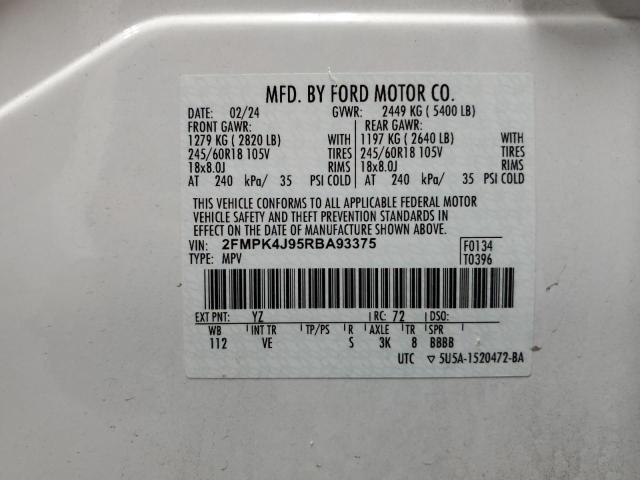 MFD. BY FORD MOTOR CO.
DATE: 02/24 GVWR: 2449 KG ( 5400 LB)
FRONT GAWR: REAR GAWR:
1279 KG ( 2820 LB) WITH 1197 KG ( 2640 LB) WITH
245/60R18 105V TIRES 245/60R18 105V TIRES
18x8.0J RIMS 18x8.0J RIMS
AT 240 kPa/ 35 PSI COLD AT 240 kPa/ 35 PSI COLD
THIS VEHICLE CONFORMS TO ALL APPLICABLE FEDERAL MOTOR
VEHICLE SAFETY AND THEFT PREVENTION STANDARDS IN
EFFECT ON THE DATE OF MANUFACTURE SHOWN ABOVE.
VIN: 2FMPK4J95RBA93375 F0134
TYPE: MPV T0396
EXT PNT: YZ RC: 72 DSO:
WB INT TR TP/PS R AXLE TR SPR
112 VE S 3K 8 BBBB
UTC ▽ 5U5A-1520472-BA